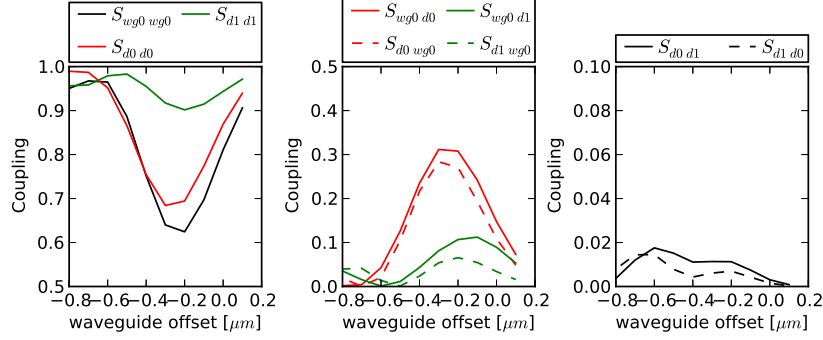 S_{wg0 wg0} S_{d1 d1}
S_{d0 d0}
1.0
0.9
0.8
0.7
0.6
0.5
Coupling
−0.8 −0.6 −0.4 −0.2 0.0 0.2
waveguide offset [μm]
S_{wg0 d0} S_{wg0 d1}
S_{d0 wg0} S_{d1 wg0}
0.5
0.4
0.3
0.2
0.1
0.0
Coupling
−0.8 −0.6 −0.4 −0.2 0.0 0.2
waveguide offset [μm]
S_{d0 d1} S_{d1 d0}
0.10
0.08
0.06
0.04
0.02
0.00
Coupling
−0.8 −0.6 −0.4 −0.2 0.0 0.2
waveguide offset [μm]